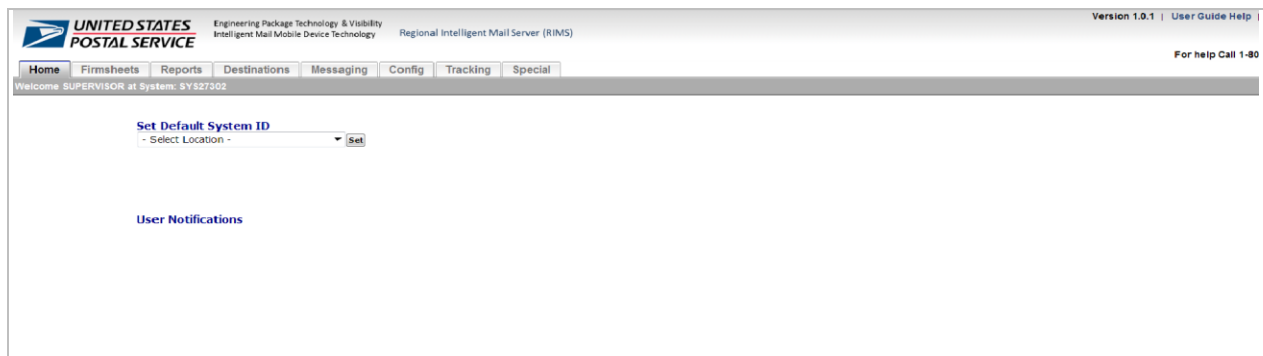 UNITED STATES
POSTAL SERVICE
Engineering Package Technology & Visibility
Intelligent Mail Mobile Device Technology
Regional Intelligent Mail Server (RIMS)
Version 1.0.1 | User Guide Help |
For help Call 1-80
Home Firmsheets Reports Destinations Messaging Config Tracking Special
Welcome SUPERVISOR at System: SYS27302
Set Default System ID
- Select Location - Set
User Notifications